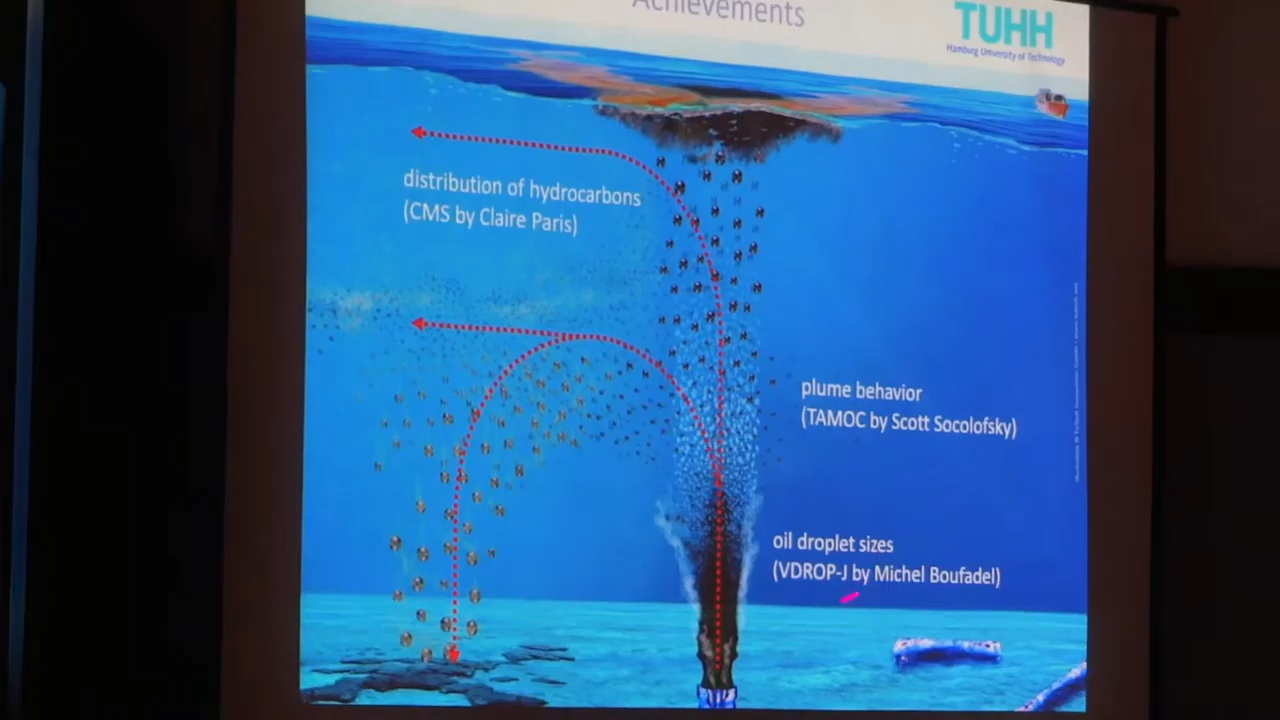 Achievements
TUHH
Hamburg University of Technology
distribution of hydrocarbons
(CMS by Claire Paris)
plume behavior
(TAMOC by Scott Socolofsky)
oil droplet sizes
(VDROP-J by Michel Boufadel)